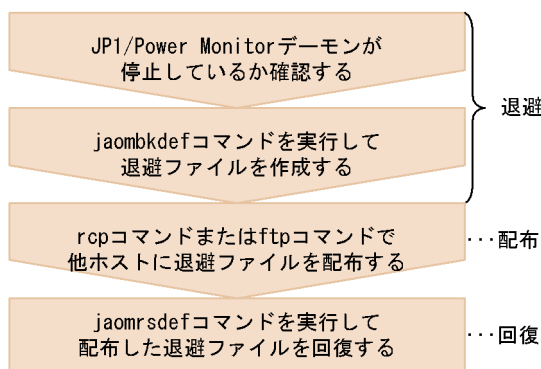 JP1/Power Monitorデーモンが
停止しているか確認する
退避
jaombkdefコマンドを実行して
退避ファイルを作成する
rcpコマンドまたはftpコマンドで
他ホストに退避ファイルを配布する
･･･配布
jaomrsdefコマンドを実行して
配布した退避ファイルを回復する
･･･回復